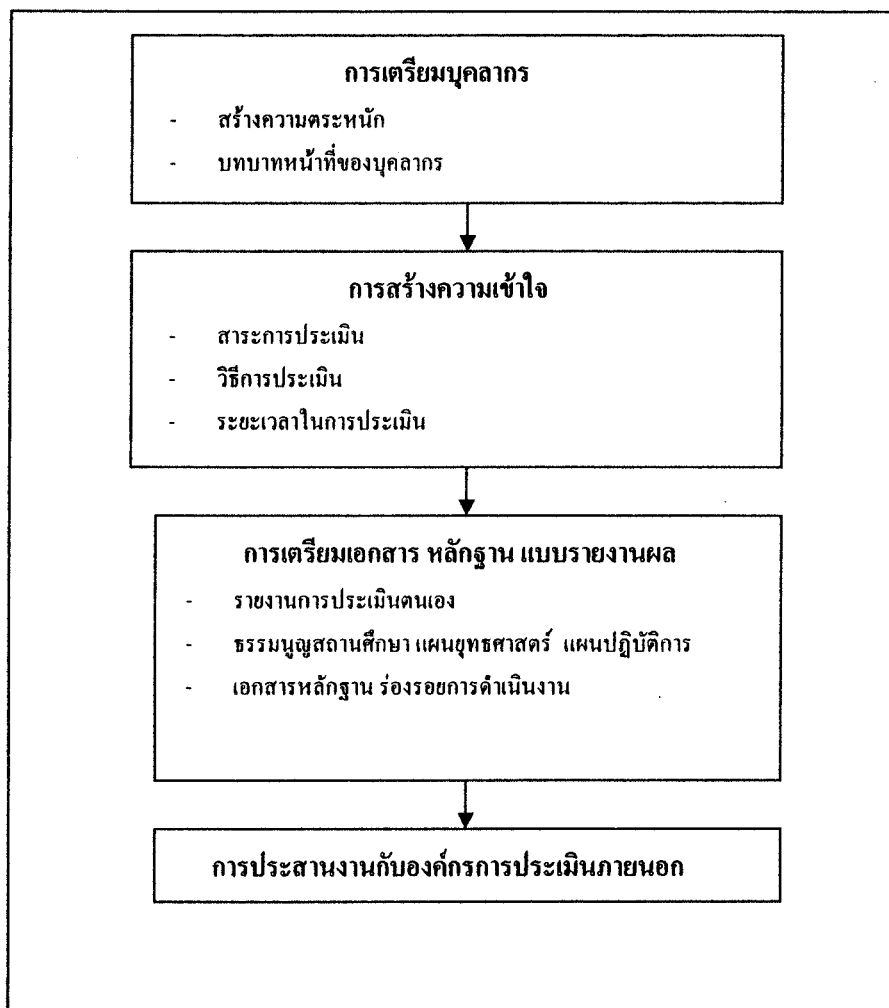 การเตรียมบุคลากร
- สร้างความตระหนัก
- บทบาทหน้าที่ของบุคลากร
การสร้างความเข้าใจ
- สาระการประเมิน
- วิธีการประเมิน
- ระยะเวลาในการประเมิน
การเตรียมเอกสาร หลักฐาน แบบรายงานผล
- รายงานการประเมินตนเอง
- ธรรมนูญสถานศึกษา แผนยุทธศาสตร์ แผนปฏิบัติการ
- เอกสารหลักฐาน ร่องรอยการดำเนินงาน
การประสานงานกับองค์กรการประเมินภายนอก